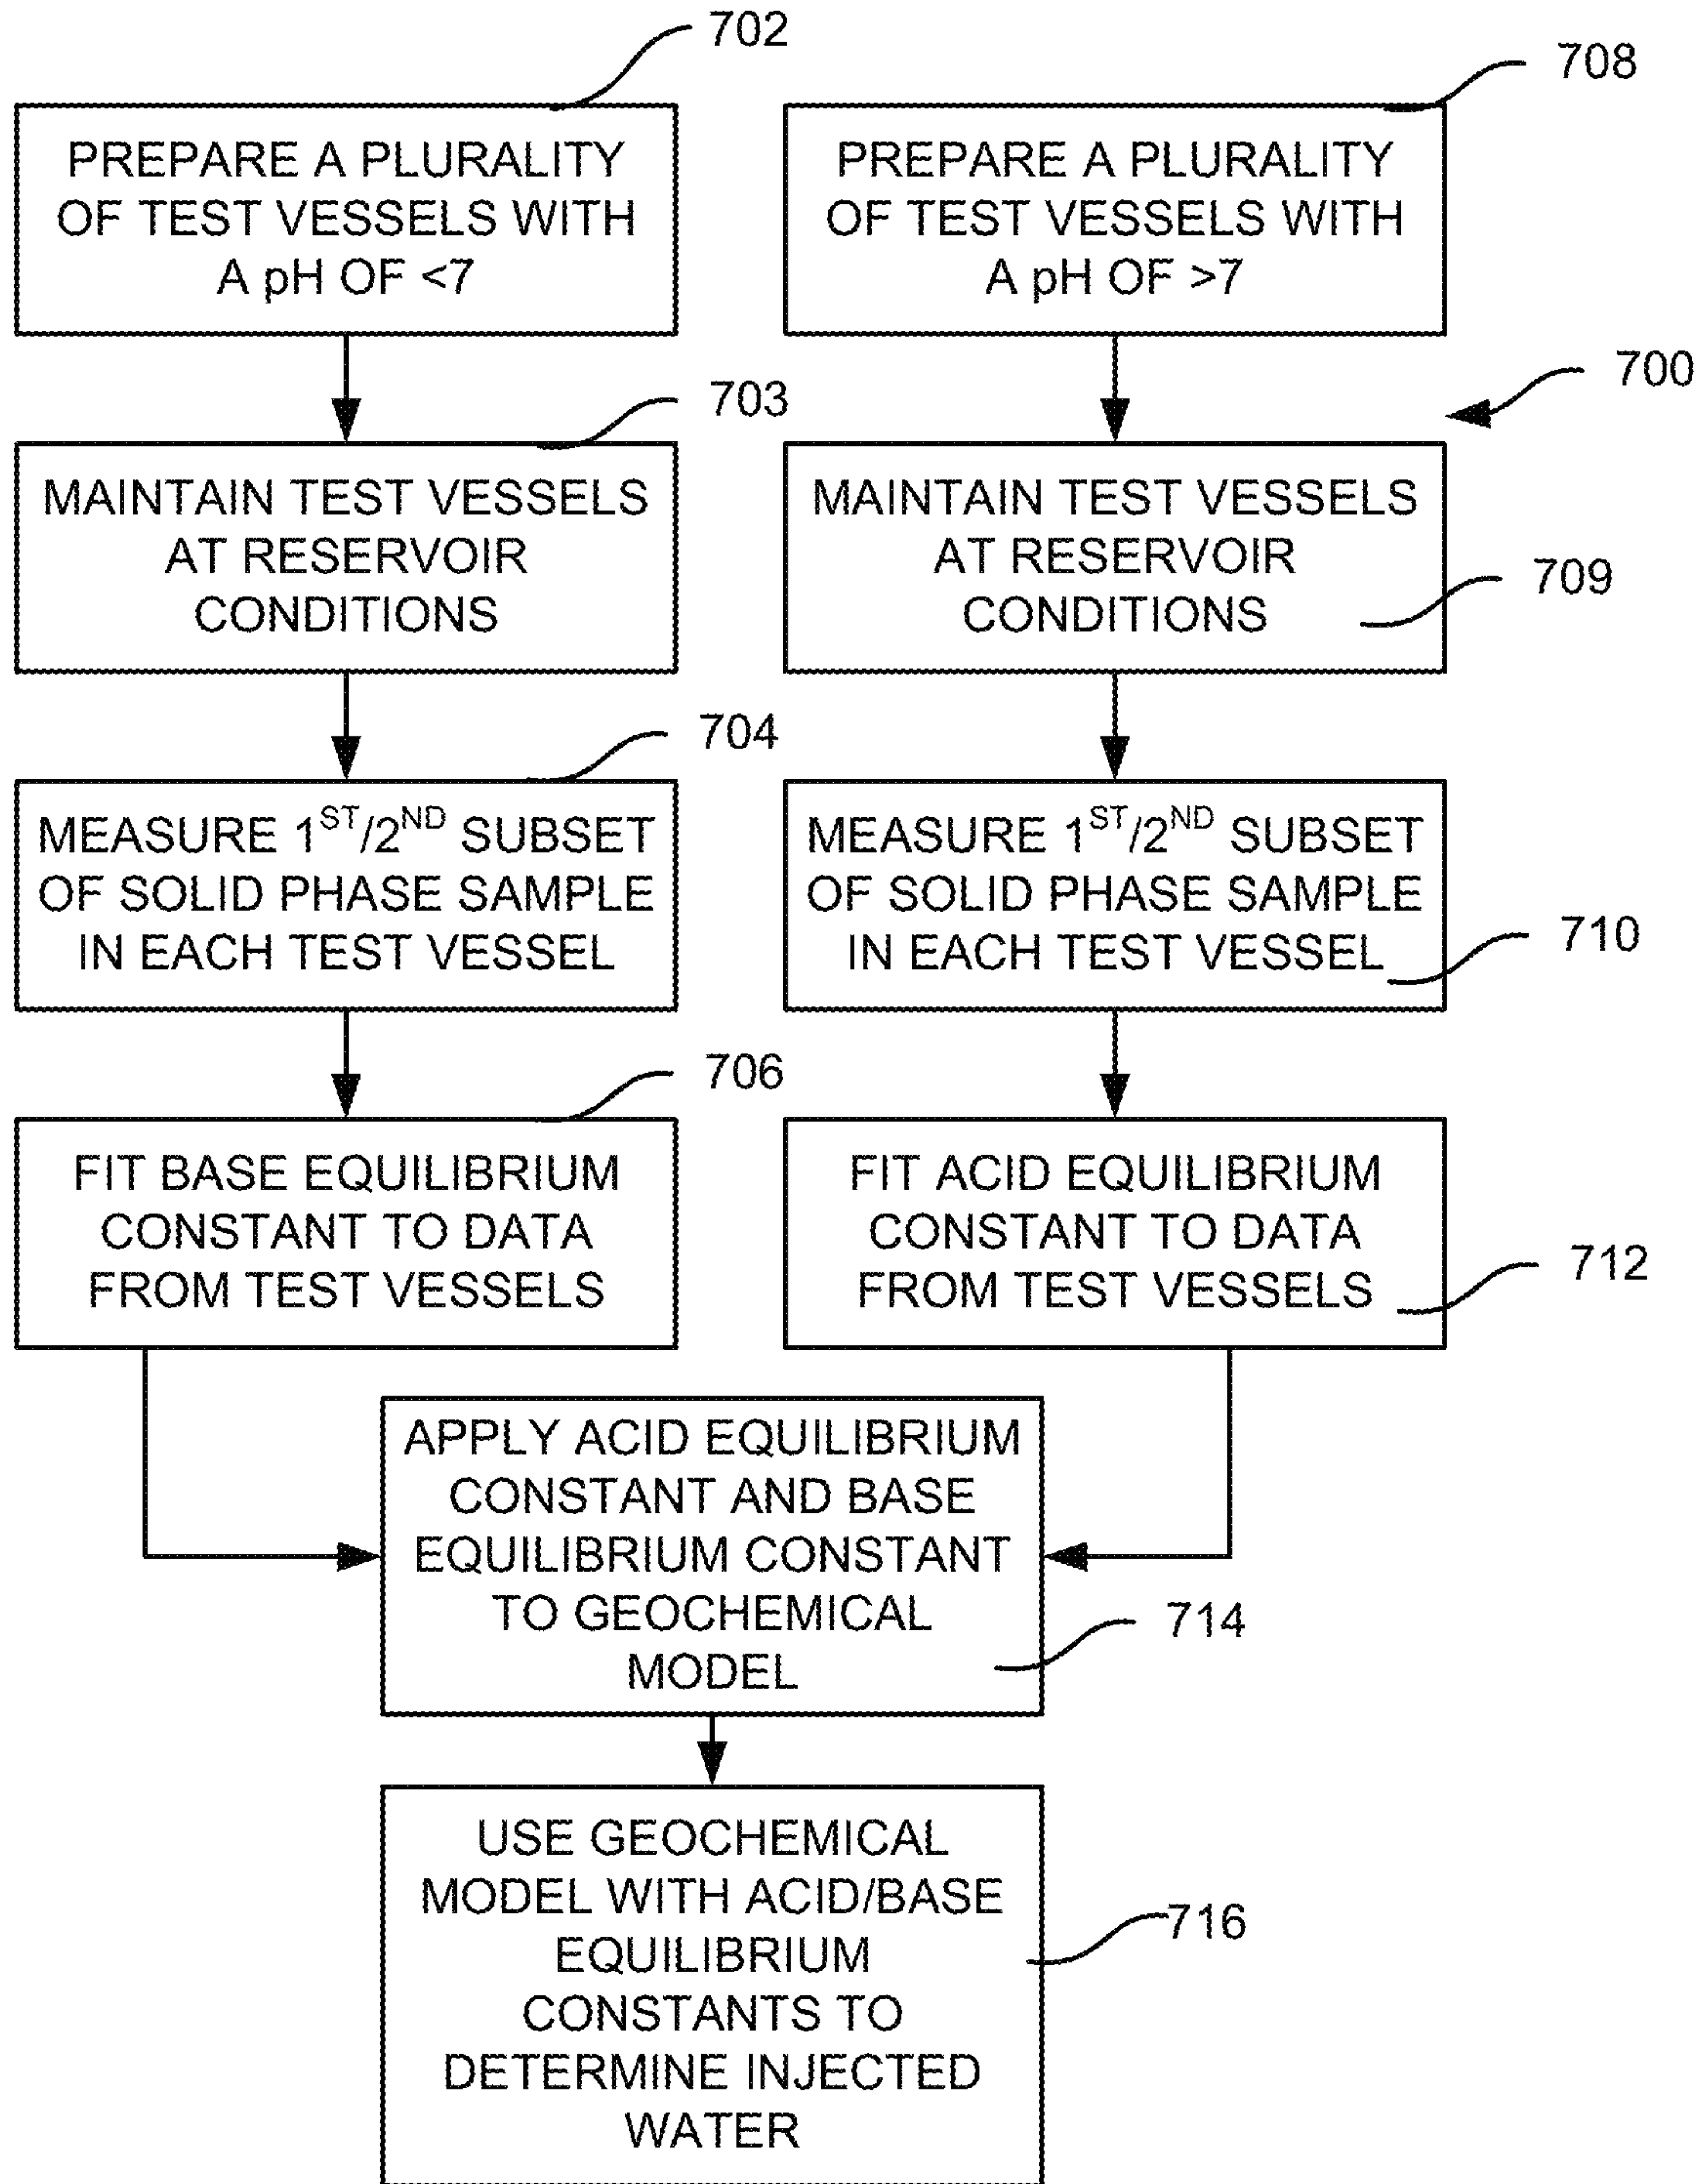 702
PREPARE A PLURALITY
OF TEST VESSELS WITH
A pH OF <7
708
PREPARE A PLURALITY
OF TEST VESSELS WITH
A pH OF >7
700
703
MAINTAIN TEST VESSELS
AT RESERVOIR
CONDITIONS
MAINTAIN TEST VESSELS
AT RESERVOIR
CONDITIONS
709
704
MEASURE 1ST/2ND SUBSET
OF SOLID PHASE SAMPLE
IN EACH TEST VESSEL
MEASURE 1ST/2ND SUBSET
OF SOLID PHASE SAMPLE
IN EACH TEST VESSEL
710
706
FIT BASE EQUILIBRIUM
CONSTANT TO DATA
FROM TEST VESSELS
FIT ACID EQUILIBRIUM
CONSTANT TO DATA
FROM TEST VESSELS
712
APPLY ACID EQUILIBRIUM
CONSTANT AND BASE
EQUILIBRIUM CONSTANT
TO GEOCHEMICAL
MODEL
714
USE GEOCHEMICAL
MODEL WITH ACID/BASE
EQUILIBRIUM
CONSTANTS TO
DETERMINE INJECTED
WATER
716